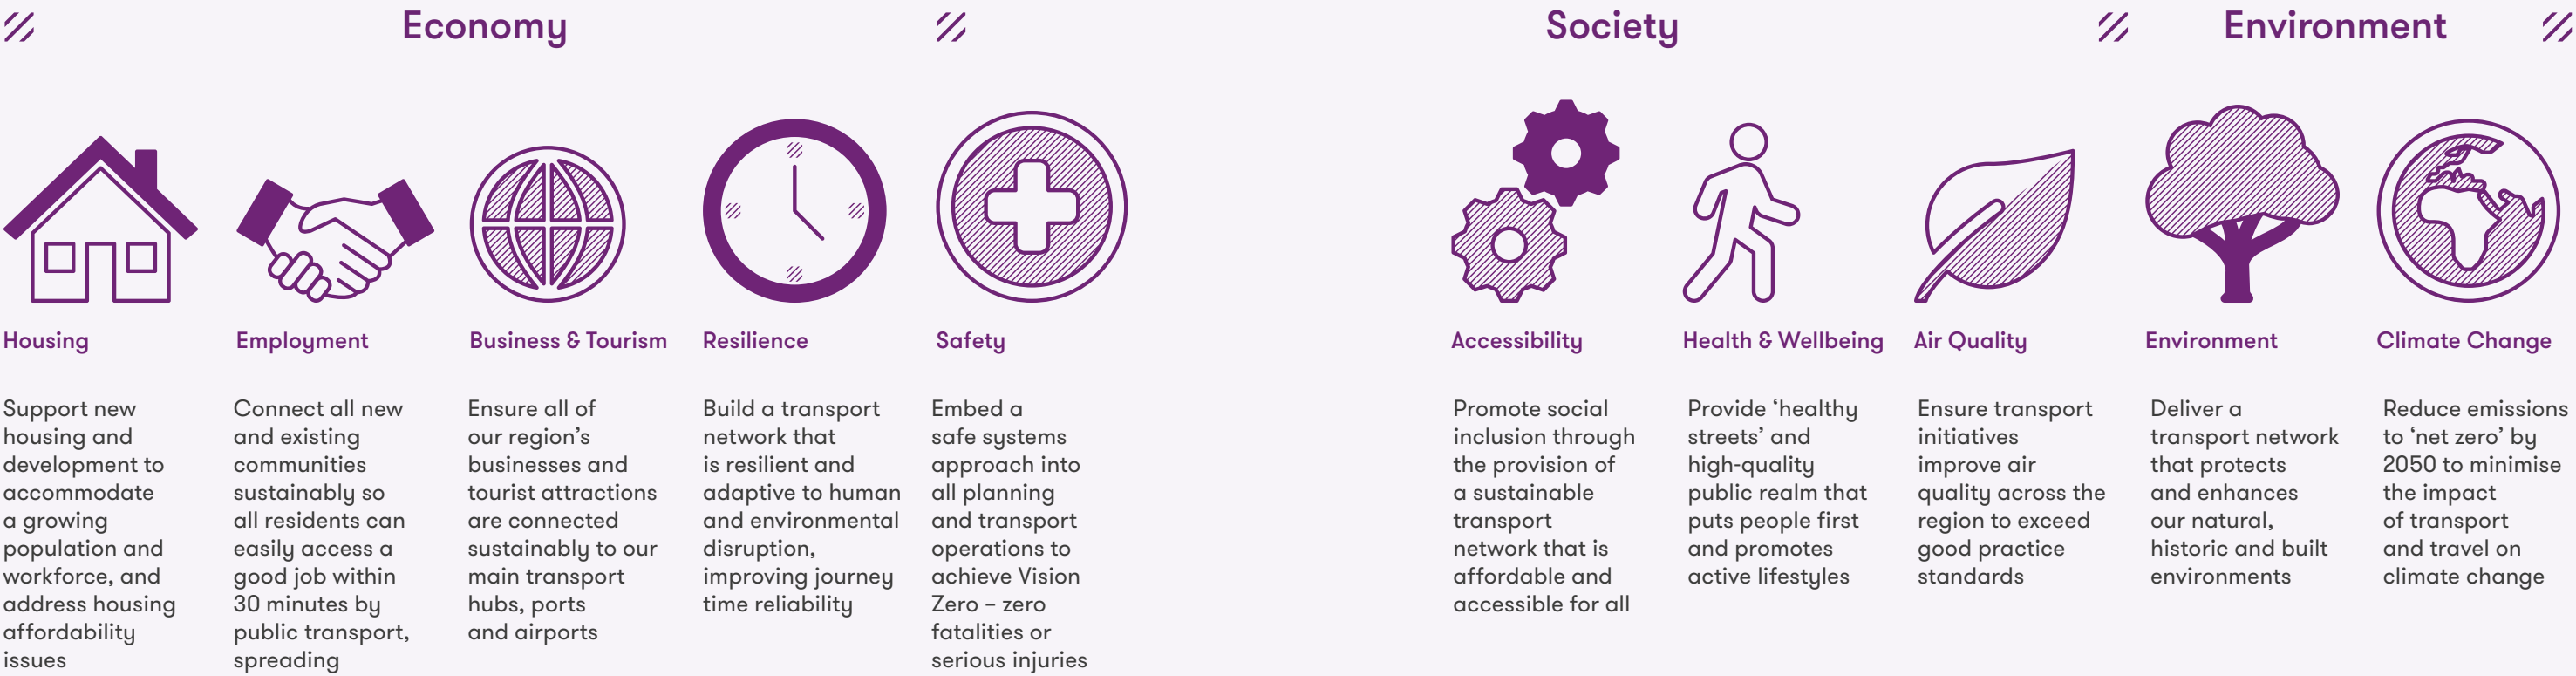 Economy
Society
Environment
Housing
Support new
housing and
development to
accommodate
a growing
population and
workforce, and
address housing
affordability
issues
Employment
Connect all new
and existing
communities
sustainably so
all residents can
easily access a
good job within
30 minutes by
public transport,
spreading
Business & Tourism
Ensure all of
our region’s
businesses and
tourist attractions
are connected
sustainably to our
main transport
hubs, ports
and airports
Resilience
Build a transport
network that
is resilient and
adaptive to human
and environmental
disruption,
improving journey
time reliability
Safety
Embed a
safe systems
approach into
all planning
and transport
operations to
achieve Vision
Zero – zero
fatalities or
serious injuries
Accessibility
Promote social
inclusion through
the provision of
a sustainable
transport
network that is
affordable and
accessible for all
Health & Wellbeing
Provide ‘healthy
streets’ and
high-quality
public realm that
puts people first
and promotes
active lifestyles
Air Quality
Ensure transport
initiatives
improve air
quality across the
region to exceed
good practice
standards
Environment
Deliver a
transport network
that protects
and enhances
our natural,
historic and built
environments
Climate Change
Reduce emissions
to ‘net zero’ by
2050 to minimise
the impact
of transport
and travel on
climate change